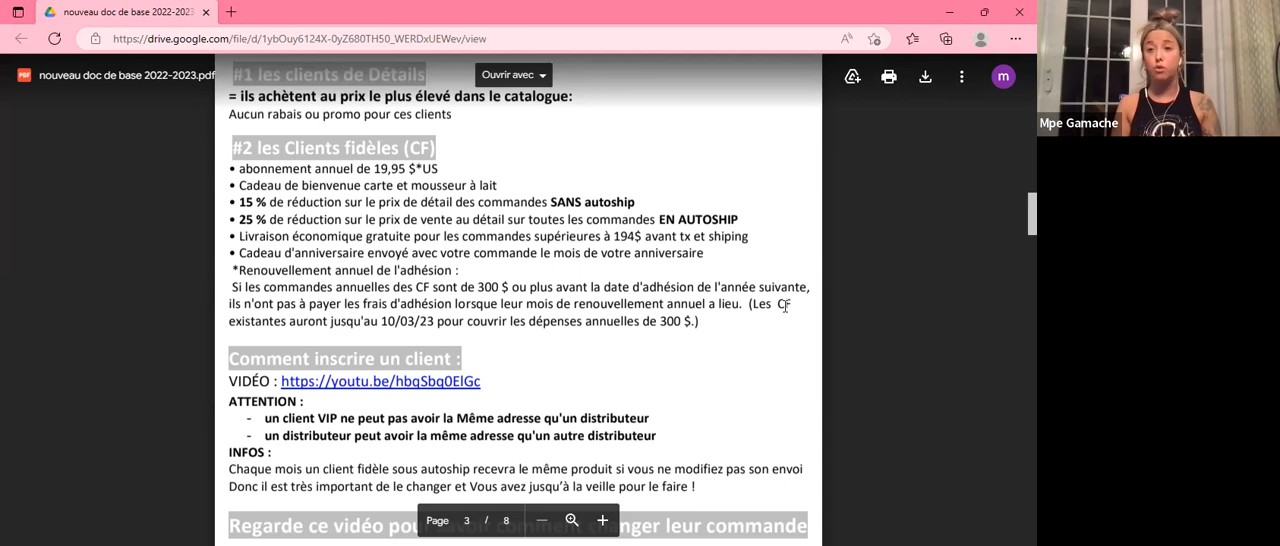 nouveau doc de base 2022-2023
https://drive.google.com/file/d/1ybOuy6124X-0yZ680TH50_WERDxUEWev/view
PDF nouveau doc de base 2022-2023.pdf
Ouvrir avec
m
Mpe Gamache
#1 les clients de Détails
= ils achètent au prix le plus élevé dans le catalogue:
Aucun rabais ou promo pour ces clients
#2 les Clients fidèles (CF)
• abonnement annuel de 19,95 $*US
• Cadeau de bienvenue carte et mousseur à lait
• 15 % de réduction sur le prix de détail des commandes SANS autoship
• 25 % de réduction sur le prix de vente au détail sur toutes les commandes EN AUTOSHIP
• Livraison économique gratuite pour les commandes supérieures à 194$ avant tx et shiping
• Cadeau d'anniversaire envoyé avec votre commande le mois de votre anniversaire
*Renouvellement annuel de l'adhésion :
Si les commandes annuelles des CF sont de 300 $ ou plus avant la date d'adhésion de l'année suivante,
ils n'ont pas à payer les frais d'adhésion lorsque leur mois de renouvellement annuel a lieu. (Les CF
existantes auront jusqu'au 10/03/23 pour couvrir les dépenses annuelles de 300 $.)
Comment inscrire un client :
VIDÉO : https://youtu.be/hbqSbq0ElGc
ATTENTION :
- un client VIP ne peut pas avoir la Même adresse qu'un distributeur
- un distributeur peut avoir la même adresse qu'un autre distributeur
INFOS :
Chaque mois un client fidèle sous autoship recevra le même produit si vous ne modifiez pas son envoi
Donc il est très important de le changer et Vous avez jusqu'à la veille pour le faire !
Regarde ce vidéo pour savoir comment changer leur commande
Page 3 / 8